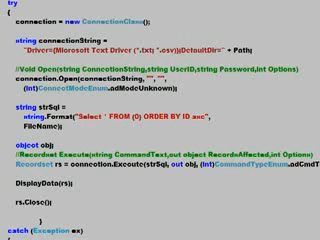 try
{
connection = new ConnectionClass();
string connectionString =
"Driver={Microsoft Text Driver (*.txt; *.csv)};DefaultDir=" + Path;
//Void Open(string ConnectionString,string UserID,string Password,int Options)
connection.Open(connectionString, "", "",
(int)ConnectModeEnum.adModeUnknown);
string strSql =
string.Format("Select * FROM {0} ORDER BY ID asc",
FileName);
object obj;
//Recordset Execute(string CommandText,out object RecordsAffected,int Options)
Recordset rs = connection.Execute(strSql, out obj, (int)CommandTypeEnum.adCmdT
DisplayData(rs);
rs.Close();
}
catch (Exception ex)